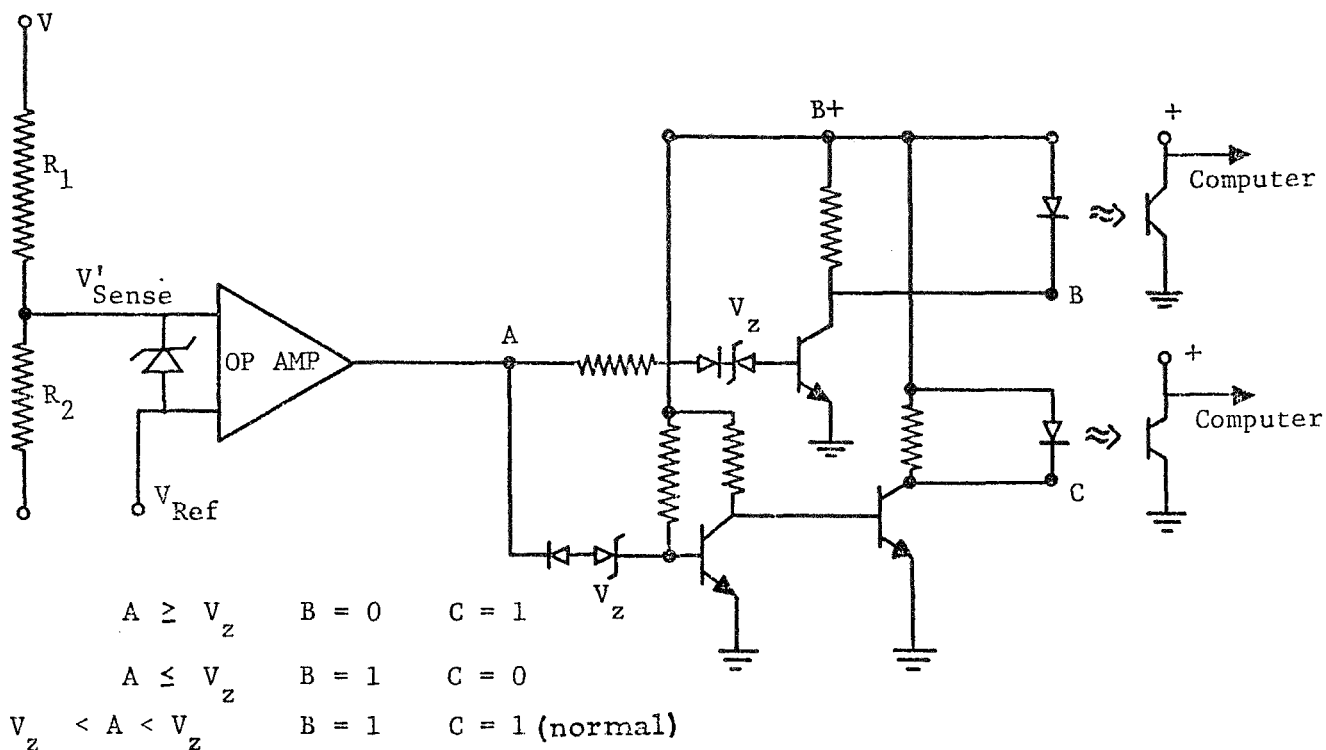 V
R1
V'Sense
R2
VRef
OP AMP
A
Vz
B+
B
+
Computer
+
Computer
C
Vz
A ≥ Vz B = 0 C = 1
A ≤ Vz B = 1 C = 0
Vz < A < Vz B = 1 C = 1 (normal)